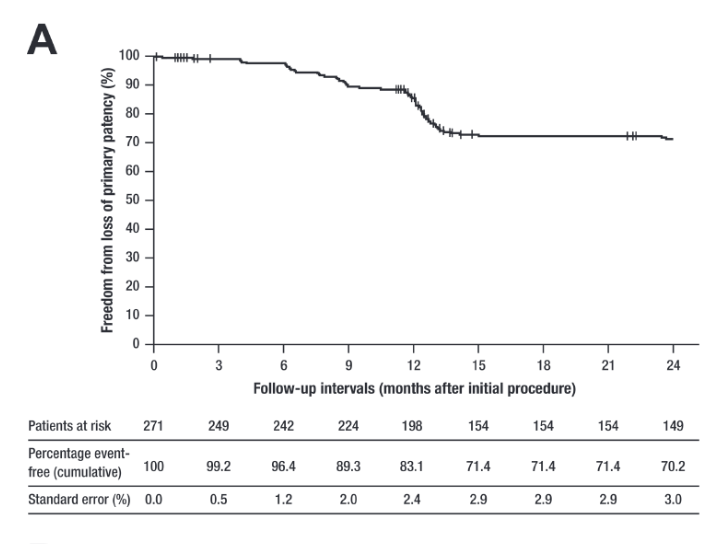 A
Freedom from loss of primary patency (%)
100
90
80
70
60
50
40
30
20
10
0
0 3 6 9 12 15 18 21 24
Follow-up intervals (months after initial procedure)
Patients at risk 271 249 242 224 198 154 154 154 149
Percentage event-
free (cumulative) 100 99.2 96.4 89.3 83.1 71.4 71.4 71.4 70.2
Standard error (%) 0.0 0.5 1.2 2.0 2.4 2.9 2.9 2.9 3.0